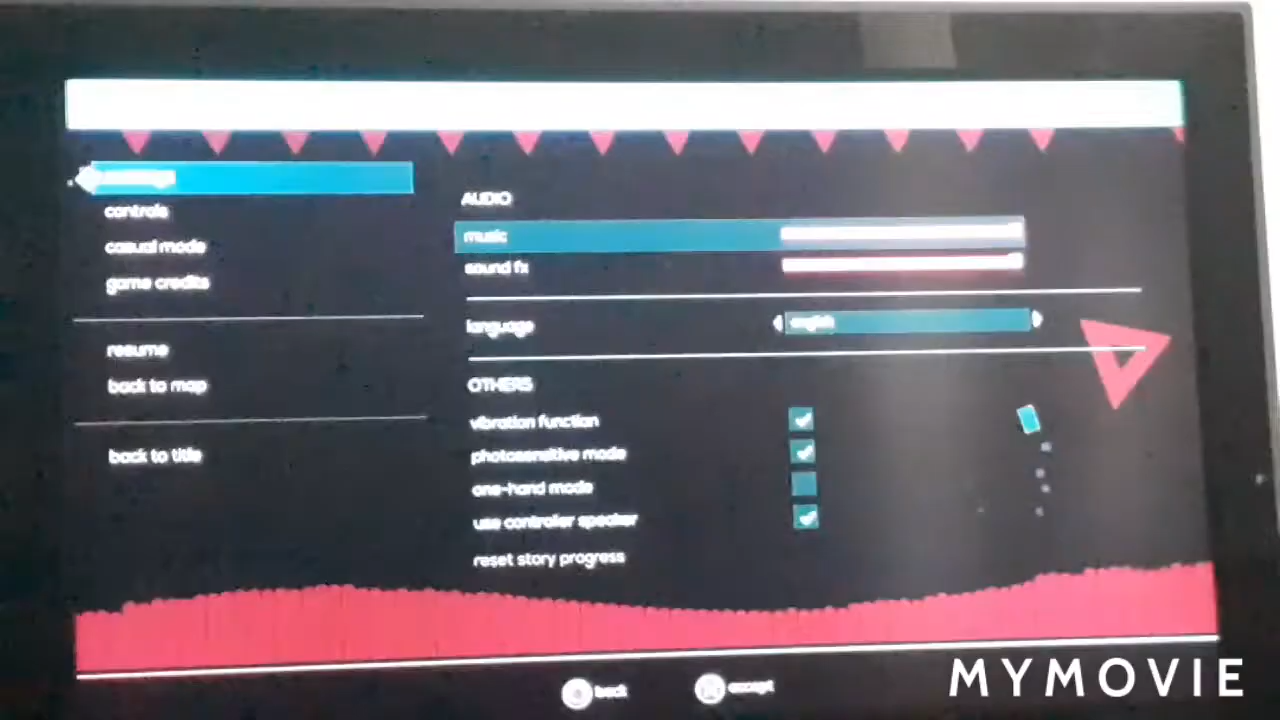 settings
controls
casual mode
game credits
resume
back to map
back to title
AUDIO
music
sound fx
language
english
OTHERS
vibration function
photosensitive mode
one-hand mode
use controller speaker
reset story progress
back
accept
MYMOVIE